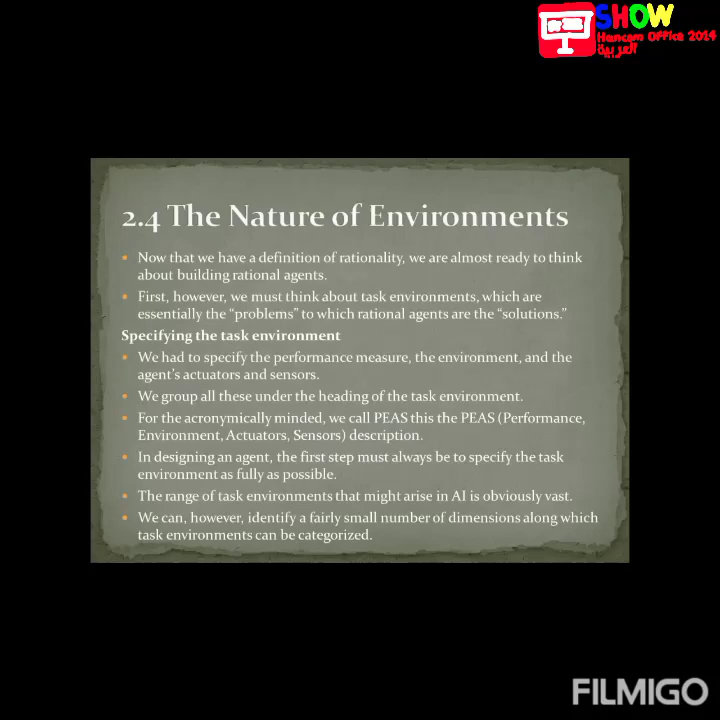 SHOW
Hancom Office 2014
العربية
2.4 The Nature of Environments
• Now that we have a definition of rationality, we are almost ready to think
about building rational agents.
• First, however, we must think about task environments, which are
essentially the “problems” to which rational agents are the “solutions.”
Specifying the task environment
• We had to specify the performance measure, the environment, and the
agent’s actuators and sensors.
• We group all these under the heading of the task environment.
• For the acronymically minded, we call PEAS this the PEAS (Performance,
Environment, Actuators, Sensors) description.
• In designing an agent, the first step must always be to specify the task
environment as fully as possible.
• The range of task environments that might arise in AI is obviously vast.
• We can, however, identify a fairly small number of dimensions along which
task environments can be categorized.
FILMIGO